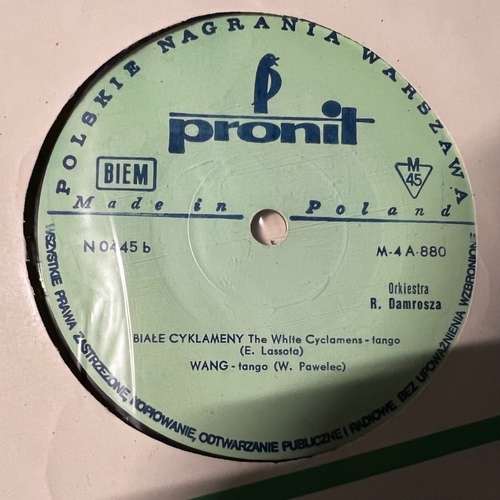 POLSKIE NAGRANIA WARSZAWA
pronit
BIEM
M
45
Made in Poland
N 0445 b
M-4 A-880
Orkiestra
R. Damrosza
BIAŁE CYKLAMENY The White Cyclamens - tango
(E. Lassota)
WANG - tango (W. Pawelec)
WSZYSTKIE PRAWA ZASTRZEŻONE, KOPIOWANIE, ODTWARZANIE PUBLICZNE I RADIOWE BEZ UPOWAŻNIENIA WZBRONIONE